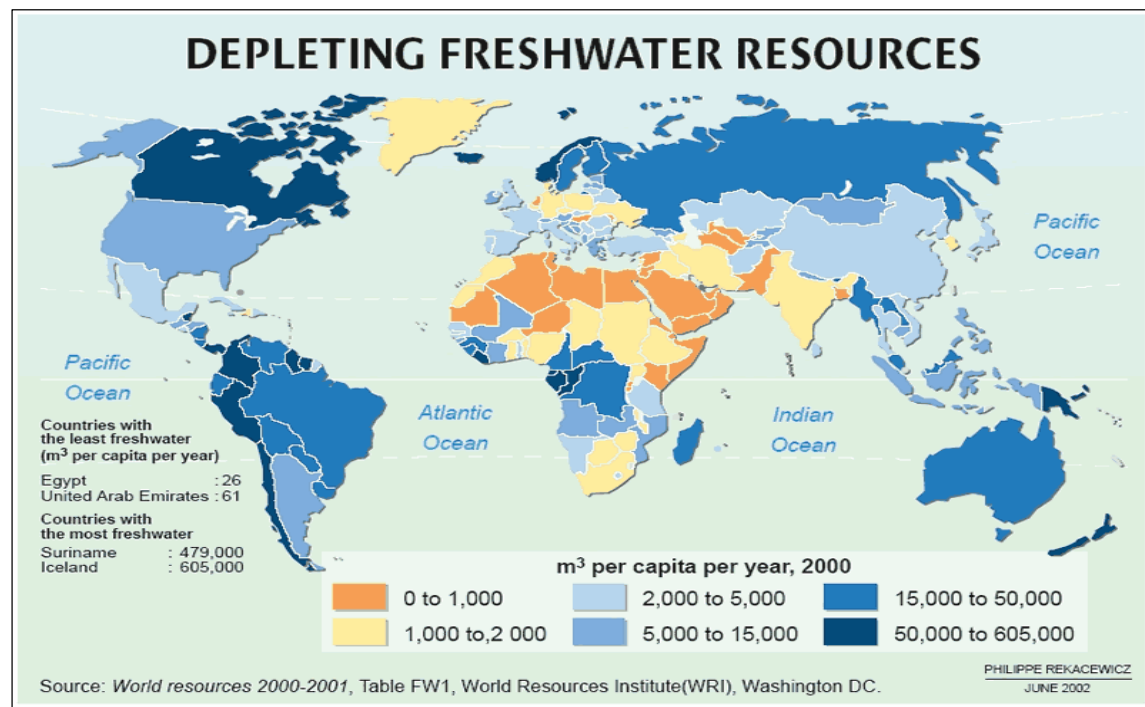 DEPLETING FRESHWATER RESOURCES
Pacific
Ocean
Pacific
Ocean
Atlantic
Ocean
Indian
Ocean
Countries with
the least freshwater
(m³ per capita per year)
Egypt : 26
United Arab Emirates : 61
Countries with
the most freshwater
Suriname : 479,000
Iceland : 605,000
m³ per capita per year, 2000
0 to 1,000
2,000 to 5,000
15,000 to 50,000
1,000 to,2 000
5,000 to 15,000
50,000 to 605,000
PHILIPPE REKACEWICZ
JUNE 2002
Source: World resources 2000-2001, Table FW1, World Resources Institute(WRI), Washington DC.